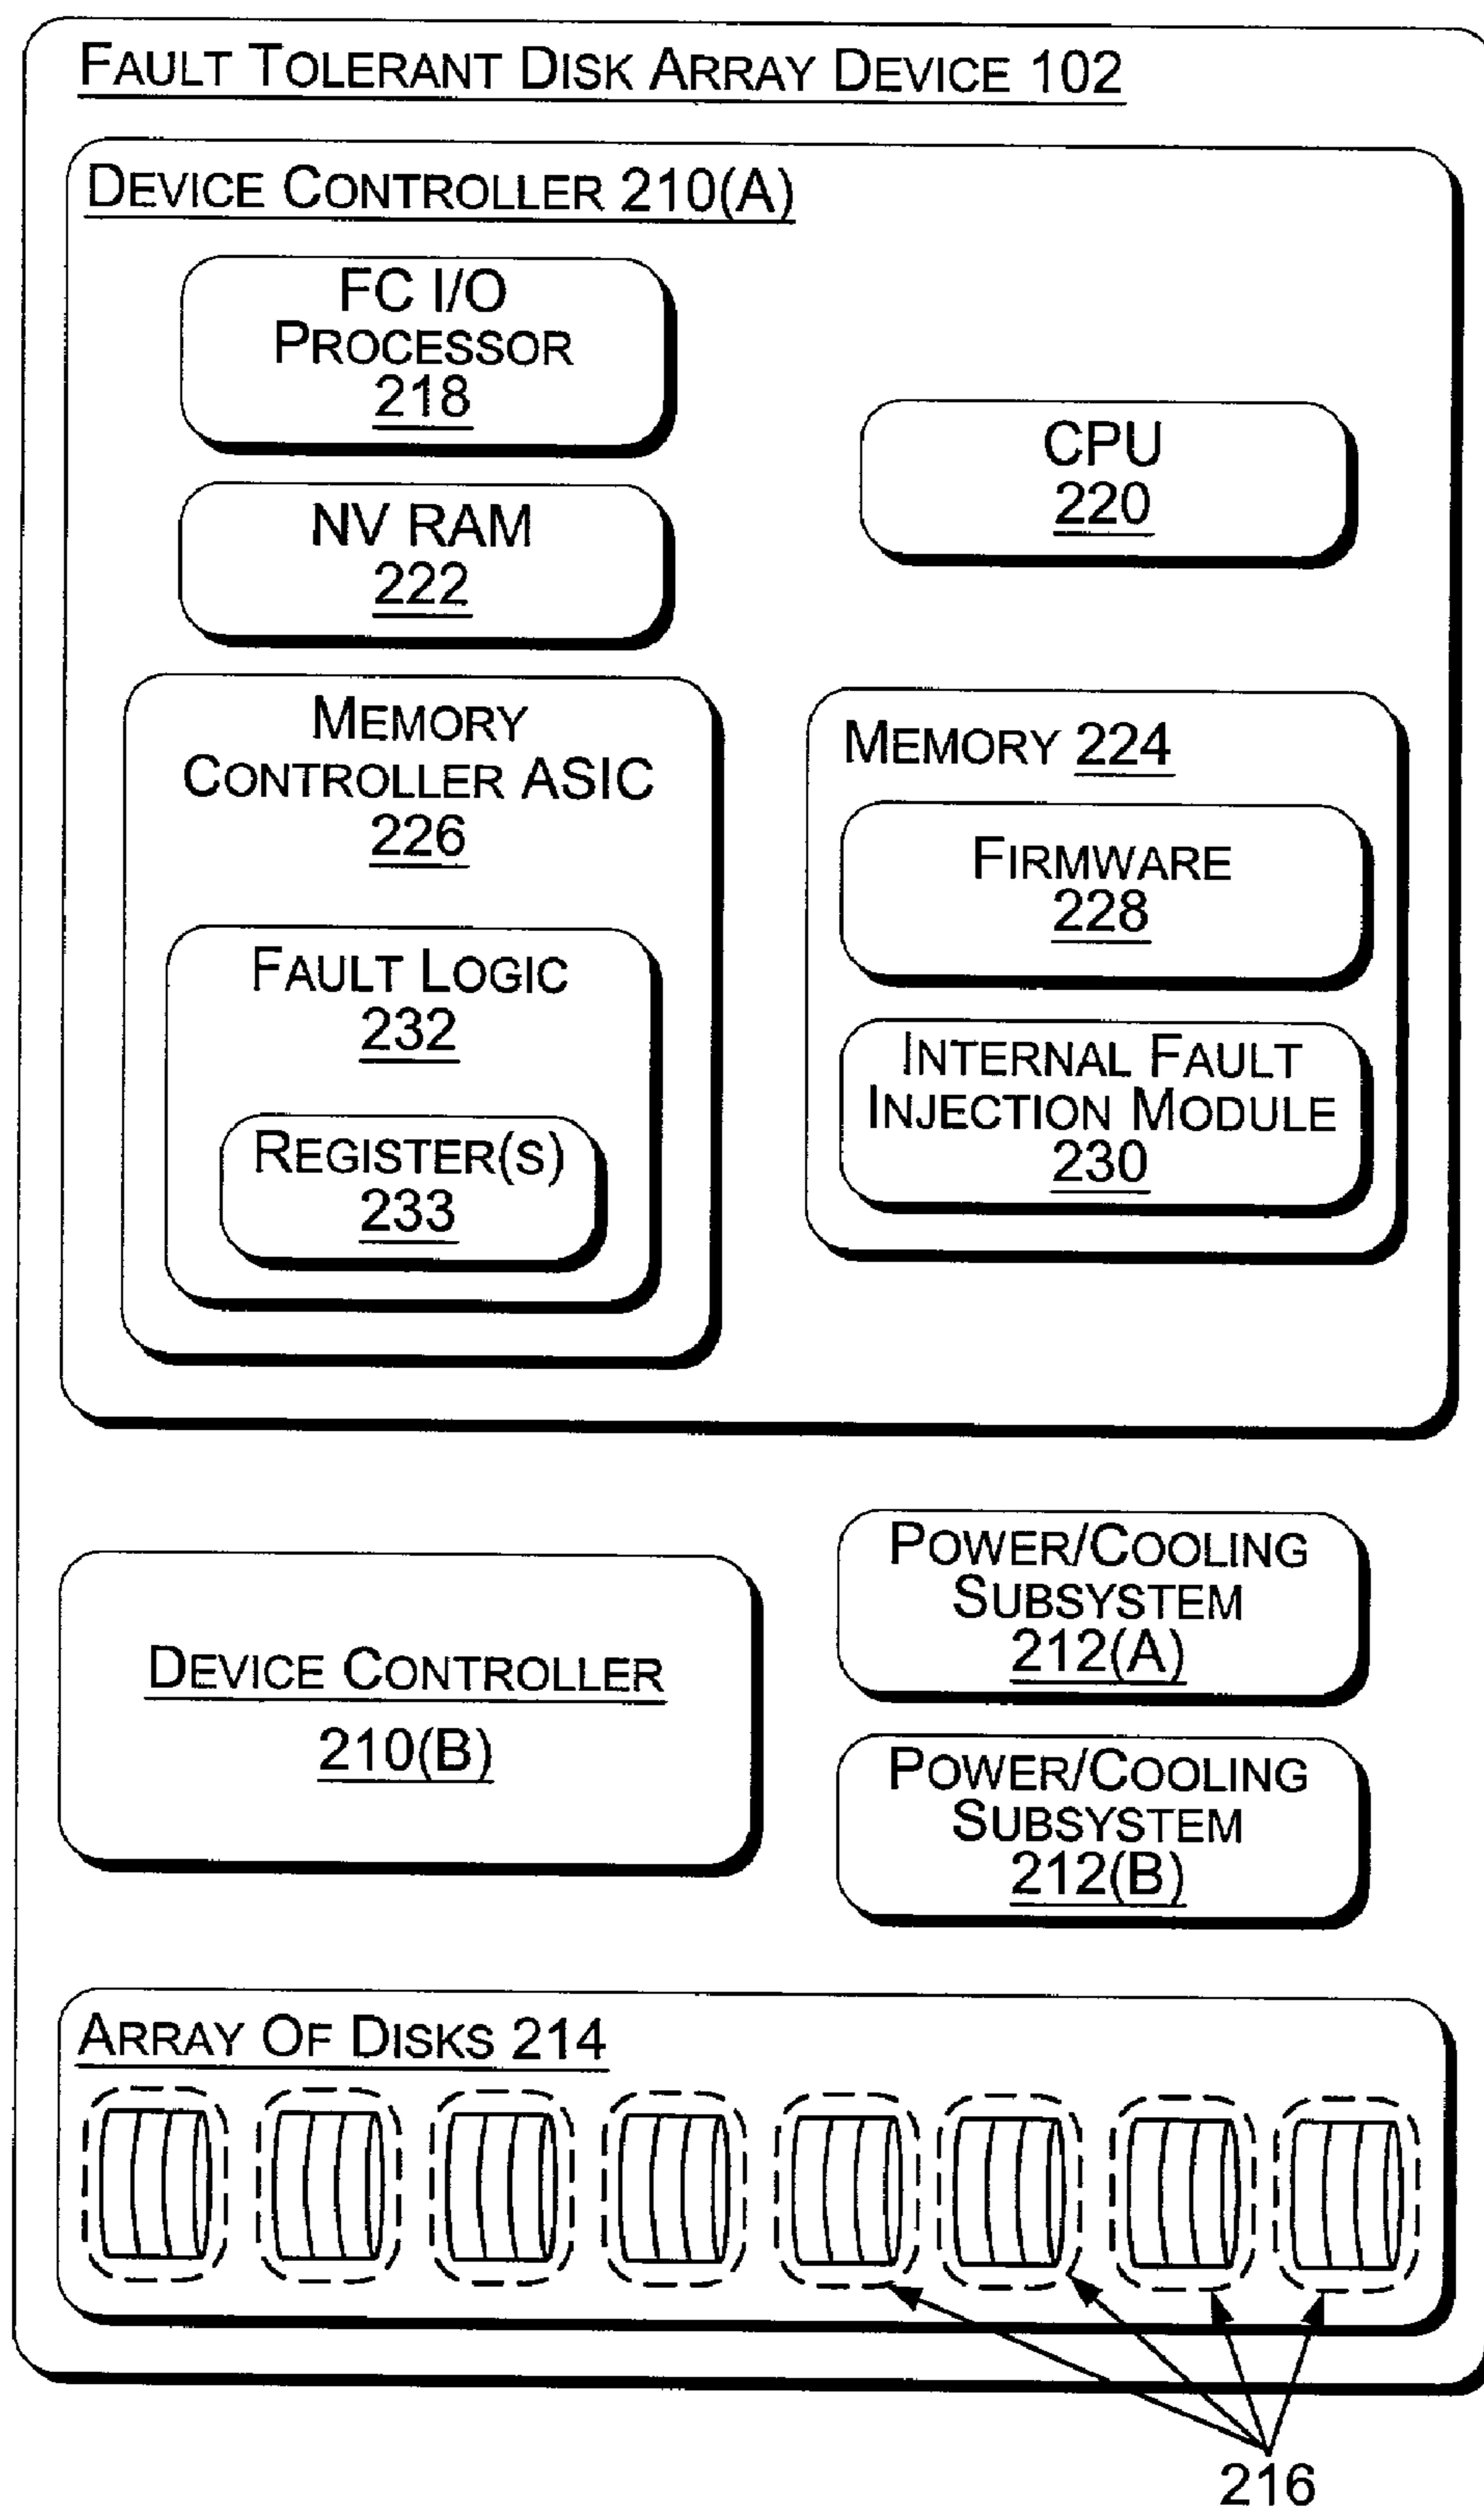 FAULT TOLERANT DISK ARRAY DEVICE 102
DEVICE CONTROLLER 210(A)
FC I/O
PROCESSOR
218
CPU
220
NV RAM
222
MEMORY
CONTROLLER ASIC
226
FAULT LOGIC
232
REGISTER(S)
233
MEMORY 224
FIRMWARE
228
INTERNAL FAULT
INJECTION MODULE
230
DEVICE CONTROLLER
210(B)
POWER/COOLING
SUBSYSTEM
212(A)
POWER/COOLING
SUBSYSTEM
212(B)
ARRAY OF DISKS 214
216